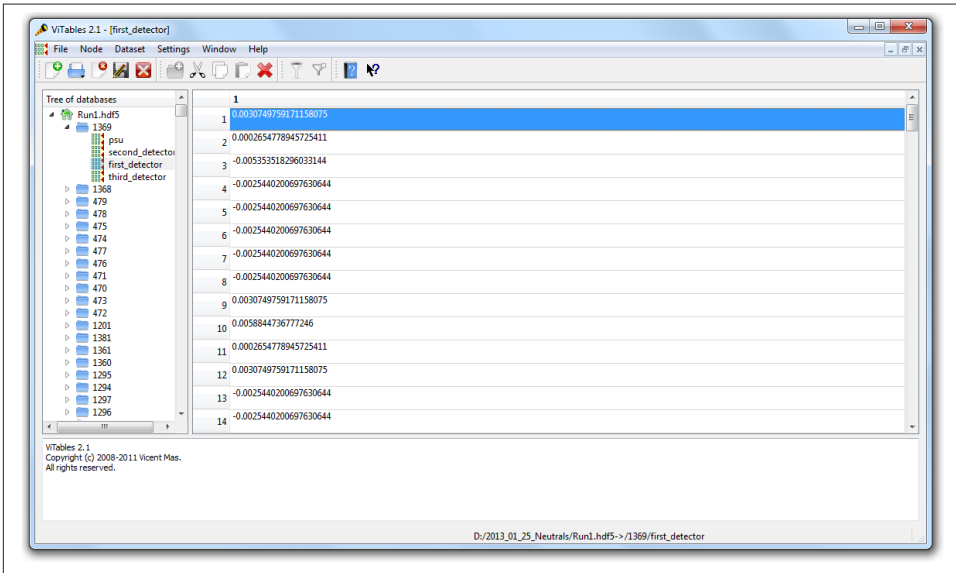 ViTables 2.1 - [first_detector]
File Node Dataset Settings Window Help
Tree of databases
Run1.hdf5
1369
psu
second_detector
first_detector
third_detector
1368
479
478
475
474
477
476
471
470
473
472
1201
1381
1361
1360
1295
1294
1297
1296
1
1 0.0030749759171158075
2 0.0002654778945725411
3 -0.005353518296033144
4 -0.0025440200697630644
5 -0.0025440200697630644
6 -0.0025440200697630644
7 -0.0025440200697630644
8 -0.0025440200697630644
9 0.0030749759171158075
10 0.0058844736777246
11 0.0002654778945725411
12 0.0030749759171158075
13 -0.0025440200697630644
14 -0.0025440200697630644
ViTables 2.1
Copyright (c) 2008-2011 Vicent Mas.
All rights reserved.
D:/2013_01_25_Neutrals/Run1.hdf5->/1369/first_detector